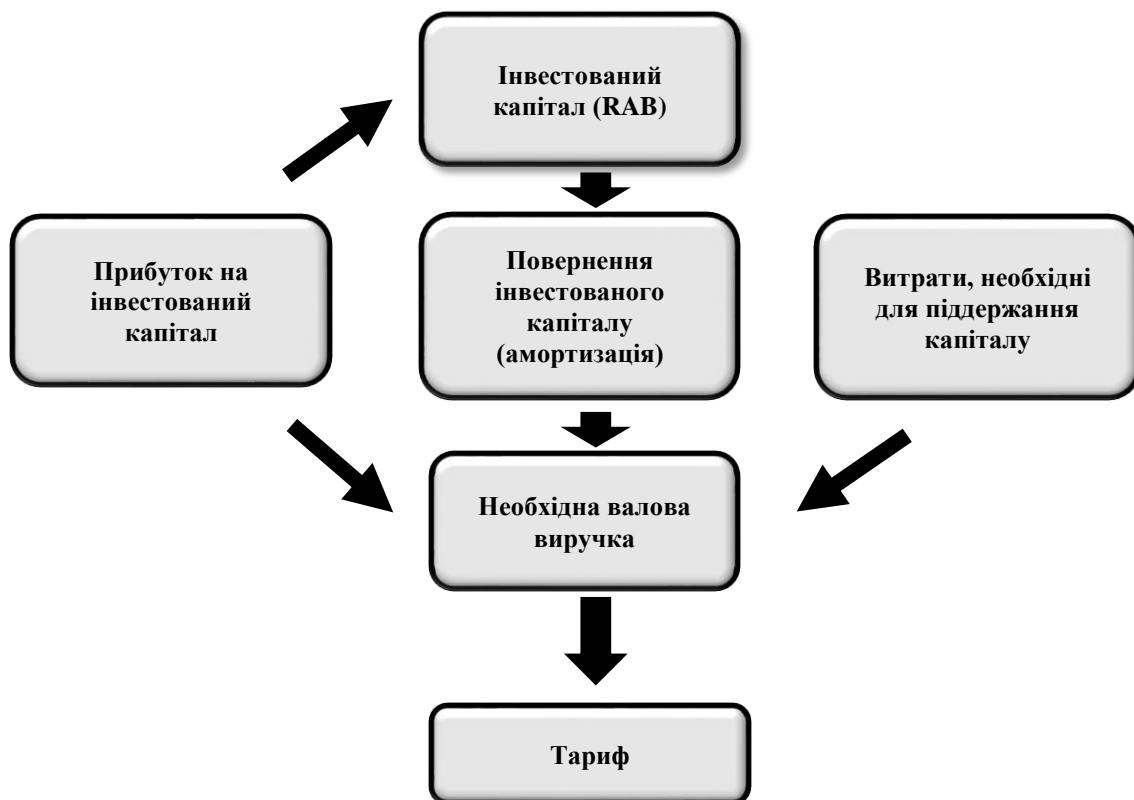 Інвестований
капітал (RAB)
Прибуток на
інвестований
капітал
Повернення
інвестованого
капіталу
(амортизація)
Витрати, необхідні
для піддержання
капіталу
Необхідна валова
виручка
Тариф